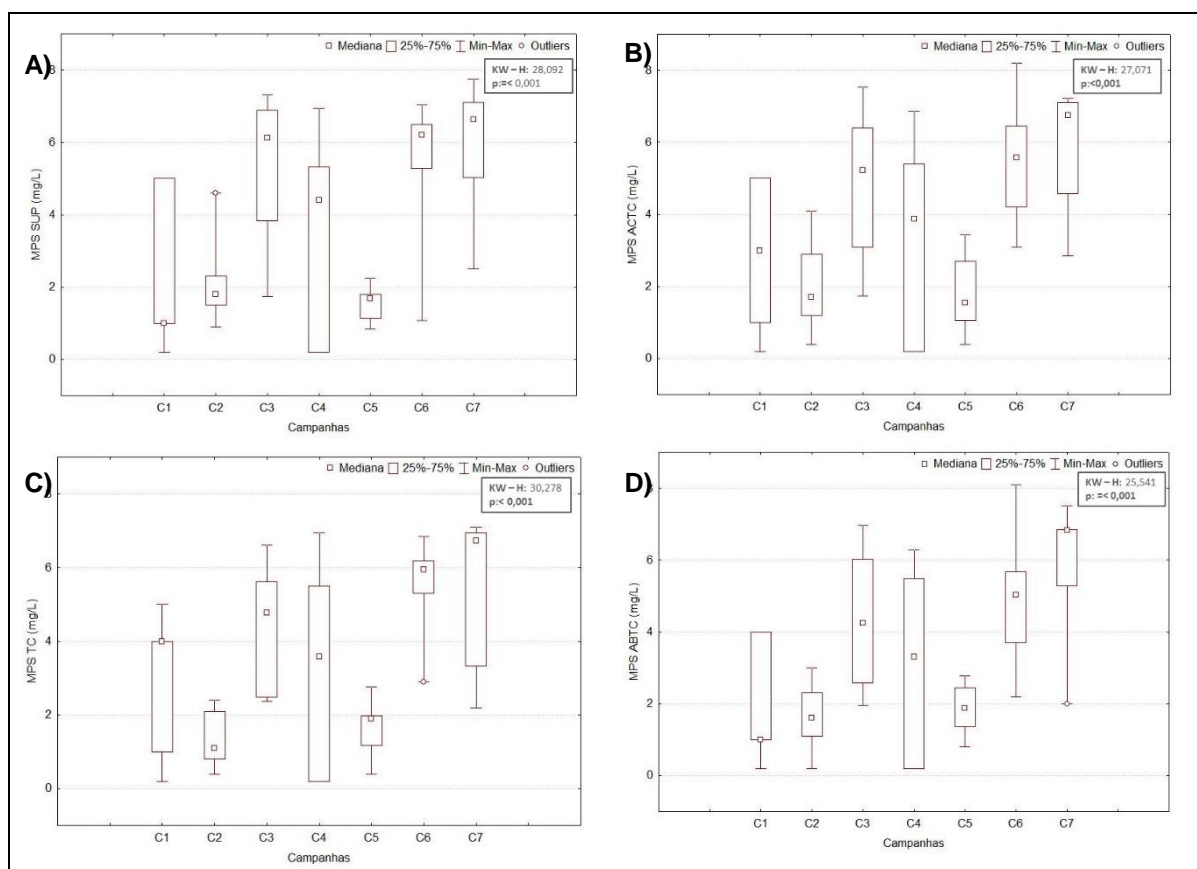 A)
Mediana 25%-75% Min-Max Outliers
KW – H: 28,092
p:=< 0,001
8
6
4
2
0
MPS SUP (mg/L)
C1 C2 C3 C4 C5 C6 C7
Campanhas
B)
Mediana 25%-75% Min-Max Outliers
KW – H: 27,071
p:<0,001
8
6
4
2
0
MPS ACTC (mg/L)
C1 C2 C3 C4 C5 C6 C7
Campanhas
C)
Mediana 25%-75% Min-Max Outliers
KW – H: 30,278
p:< 0,001
8
6
4
2
0
MPS TC (mg/L)
C1 C2 C3 C4 C5 C6 C7
Campanhas
D)
Mediana 25%-75% Min-Max Outliers
KW – H: 25,541
p: =< 0,001
8
6
4
2
0
MPS ABTC (mg/L)
C1 C2 C3 C4 C5 C6 C7
Campanhas